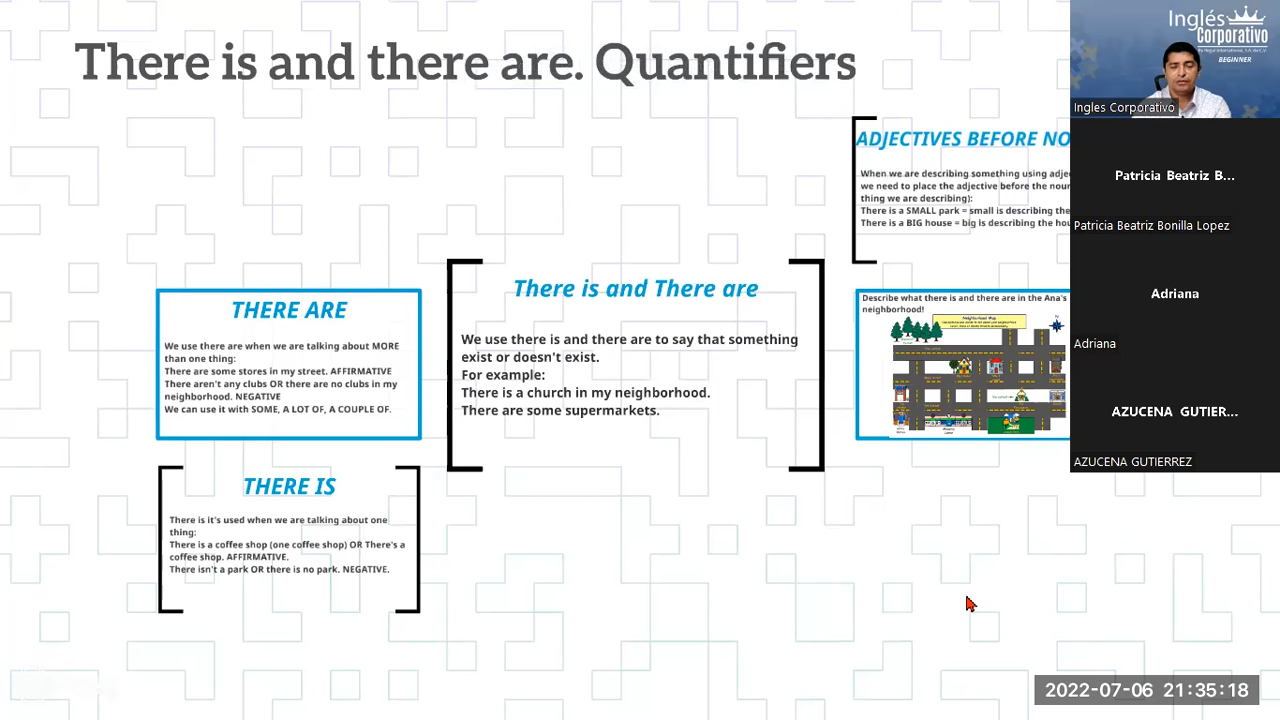 There is and there are. Quantifiers
ADJECTIVES BEFORE NO
When we are describing something using
we need to place the adjective before the
thing we are describing):
There is a SMALL park = small is describing the
There is a BIG house = big is describing the
There is and There are
We use there is and there are to say that something
exist or doesn't exist.
For example:
There is a church in my neighborhood.
There are some supermarkets.
THERE ARE
We use there are when we are talking about MORE
than one thing:
There are some stores in my street. AFFIRMATIVE
There aren't any clubs OR there are no clubs in my
neighborhood. NEGATIVE
We can use it with SOME, A LOT OF, A COUPLE OF.
Describe what there is and there are in the Ana's
neighborhood!
Neighborhood Map
THERE IS
There is it's used when we are talking about one
thing:
There is a coffee shop (one coffee shop) OR There's a
coffee shop. AFFIRMATIVE.
There isn't a park OR there is no park. NEGATIVE.
Inglés
Corporativo
BEGINNER
Ingles Corporativo
Patricia Beatriz B...
Patricia Beatriz Bonilla Lopez
Adriana
Adriana
AZUCENA GUTIER...
AZUCENA GUTIERREZ
2022-07-06 21:35:18